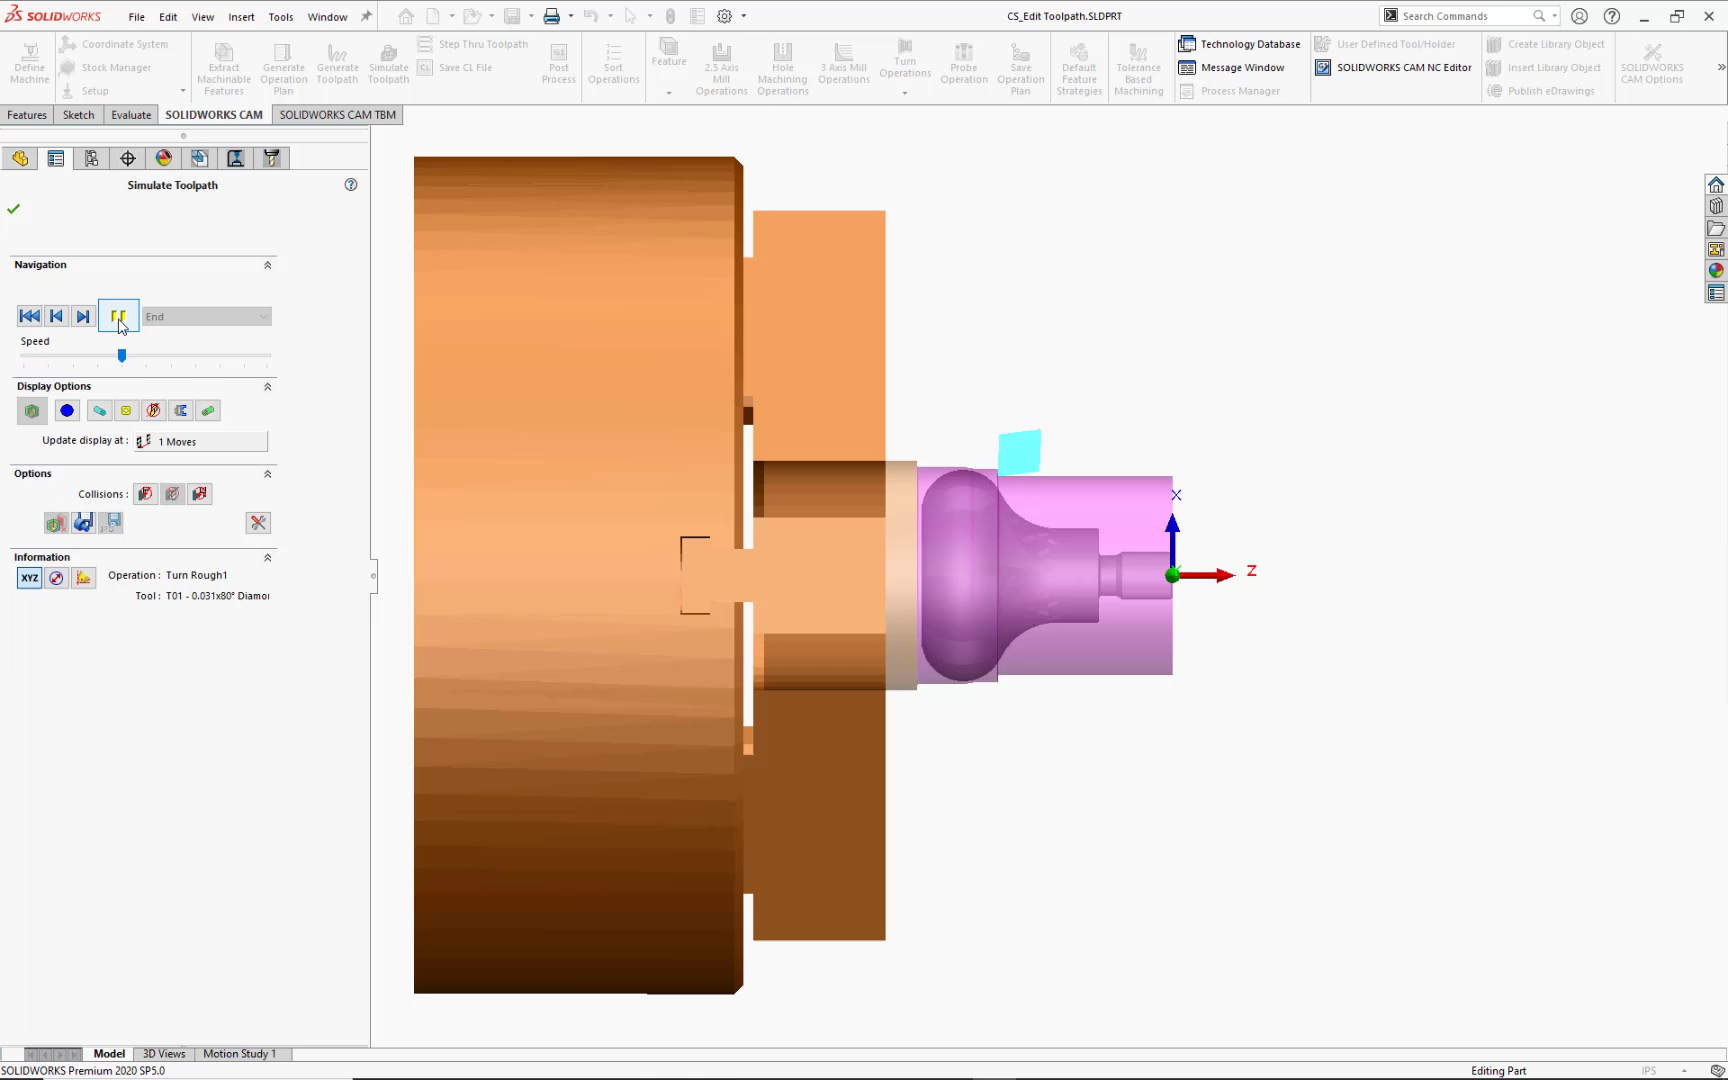 SOLIDWORKS File Edit View Insert Tools Window CS_Edit Toolpath.SLDPRT Search Commands
Define Machine
Coordinate System
Stock Manager
Setup
Extract Machinable Features
Generate Operation Plan
Generate Toolpath
Simulate Toolpath
Step Thru Toolpath
Save CL File
Post Process
Sort Operations
Feature
2.5 Axis Mill Operations
Hole Machining Operations
3 Axis Mill Operations
Turn Operations
Probe Operation
Save Operation Plan
Default Feature Strategies
Tolerance Based Machining
Technology Database
Message Window
Process Manager
User Defined Tool/Holder
SOLIDWORKS CAM NC Editor
Create Library Object
Insert Library Object
Publish eDrawings
SOLIDWORKS CAM Options
Features Sketch Evaluate SOLIDWORKS CAM SOLIDWORKS CAM TBM
Simulate Toolpath
Navigation
End
Speed
Display Options
Update display at : 1 Moves
Options
Collisions :
Information
XYZ Operation : Turn Rough1
Tool : T01 - 0.031x80° Diamor
X
Z
Model 3D Views Motion Study 1
SOLIDWORKS Premium 2020 SP5.0 Editing Part IPS